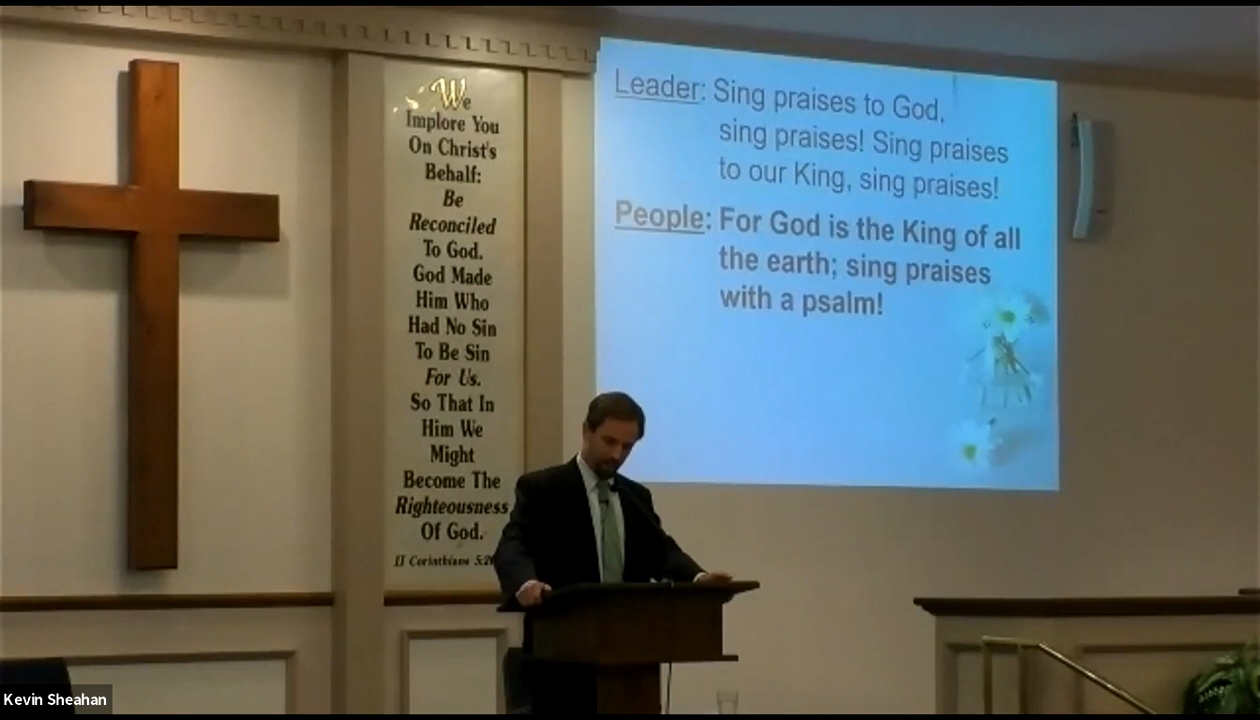 We
Implore You
On Christ's
Behalf:
Be
Reconciled
To God.
God Made
Him Who
Had No Sin
To Be Sin
For Us.
So That In
Him We
Might
Become The
Righteousness
Of God.
II Corinthians
Leader: Sing praises to God,
sing praises! Sing praises
to our King, sing praises!
People: For God is the King of all
the earth; sing praises
with a psalm!
Kevin Sheahan